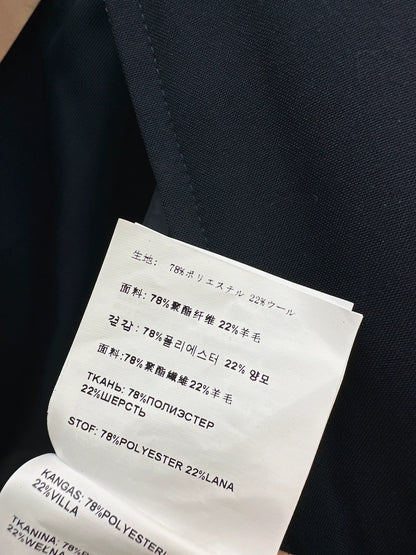 生地: 78%ポリエステル 22%ウール
面料: 78%聚酯纤维 22%羊毛
겉감: 78%폴리에스터 22% 양모
面料:78%聚酯纖維22%羊毛
ТКАНЬ: 78%ПОЛИЭСТЕР
22%ШЕРСТЬ
STOF: 78%POLYESTER 22%LANA
KANGAS: 78%POLYESTERI
22%VILLA
TKANINA: 78%
22%WEŁNA